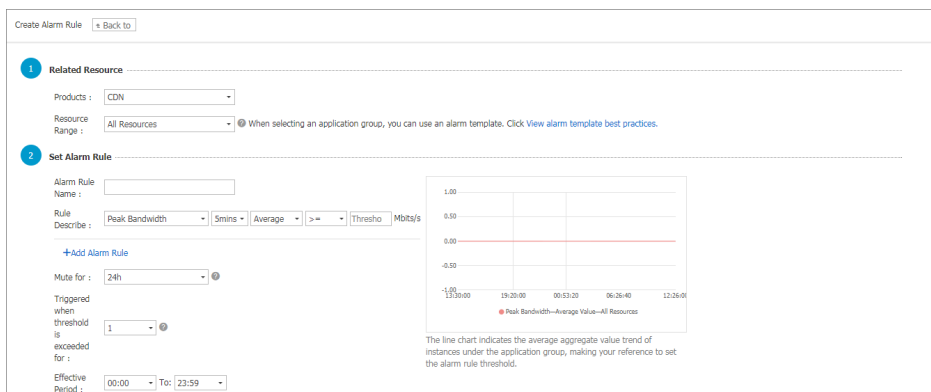 Create Alarm Rule Back to
1 Related Resource
Products : CDN
Resource
Range :
All Resources When selecting an application group, you can use an alarm template. Click View alarm template best practices.
2 Set Alarm Rule
Alarm Rule
Name :
Rule
Describe :
Peak Bandwidth 5mins Average >= Thresho Mbits/s
+Add Alarm Rule
Mute for : 24h
Triggered
when
threshold
is
exceeded
for :
1
Effective
Period :
00:00 To: 23:59
1.00
0.50
0.00
-0.50
-1.00
13:30:00 19:20:00 00:53:20 06:26:40 12:26:0
Peak Bandwidth—Average Value—All Resources
The line chart indicates the average aggregate value trend of
instances under the application group, making your reference to set
the alarm rule threshold.